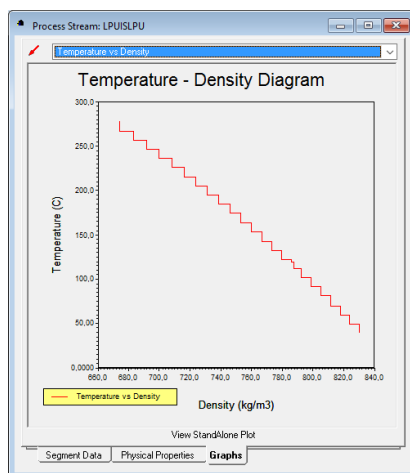 Process Stream: LPUISLPU
Temperature vs Density
Temperature - Density Diagram
300,0
250,0
200,0
150,0
100,0
50,00
0,0000
Temperature (C)
660,0 680,0 700,0 720,0 740,0 760,0 780,0 800,0 820,0 840,0
Temperature vs Density
Density (kg/m3)
View StandAlone Plot
Segment Data Physical Properties Graphs